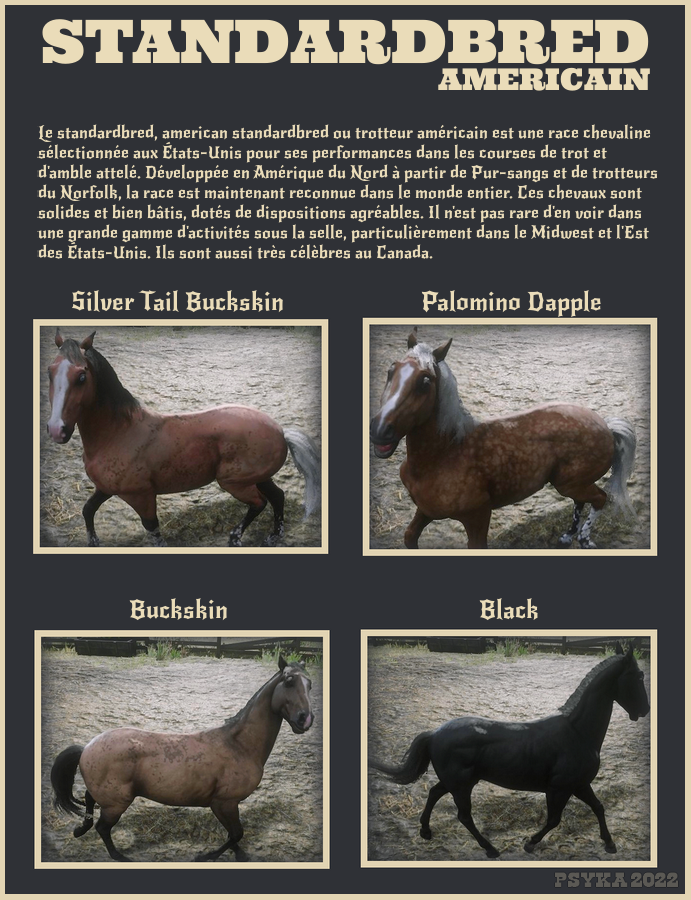 STANDARDBRED
AMERICAIN
Le standardbred, american standardbred ou trotteur américain est une race chevaline
sélectionnée aux États-Unis pour ses performances dans les courses de trot et
d'amble attelé. Développée en Amérique du Nord à partir de Pur-sangs et de trotteurs
du Norfolk, la race est maintenant reconnue dans le monde entier. Ces chevaux sont
solides et bien bâtis, dotés de dispositions agréables. Il n'est pas rare d'en voir dans
une grande gamme d'activités sous la selle, particulièrement dans le Midwest et l'Est
des États-Unis. Ils sont aussi très célèbres au Canada.
Silver Tail Buckskin
Palomino Dapple
Buckskin
Black
PSYKA 2022